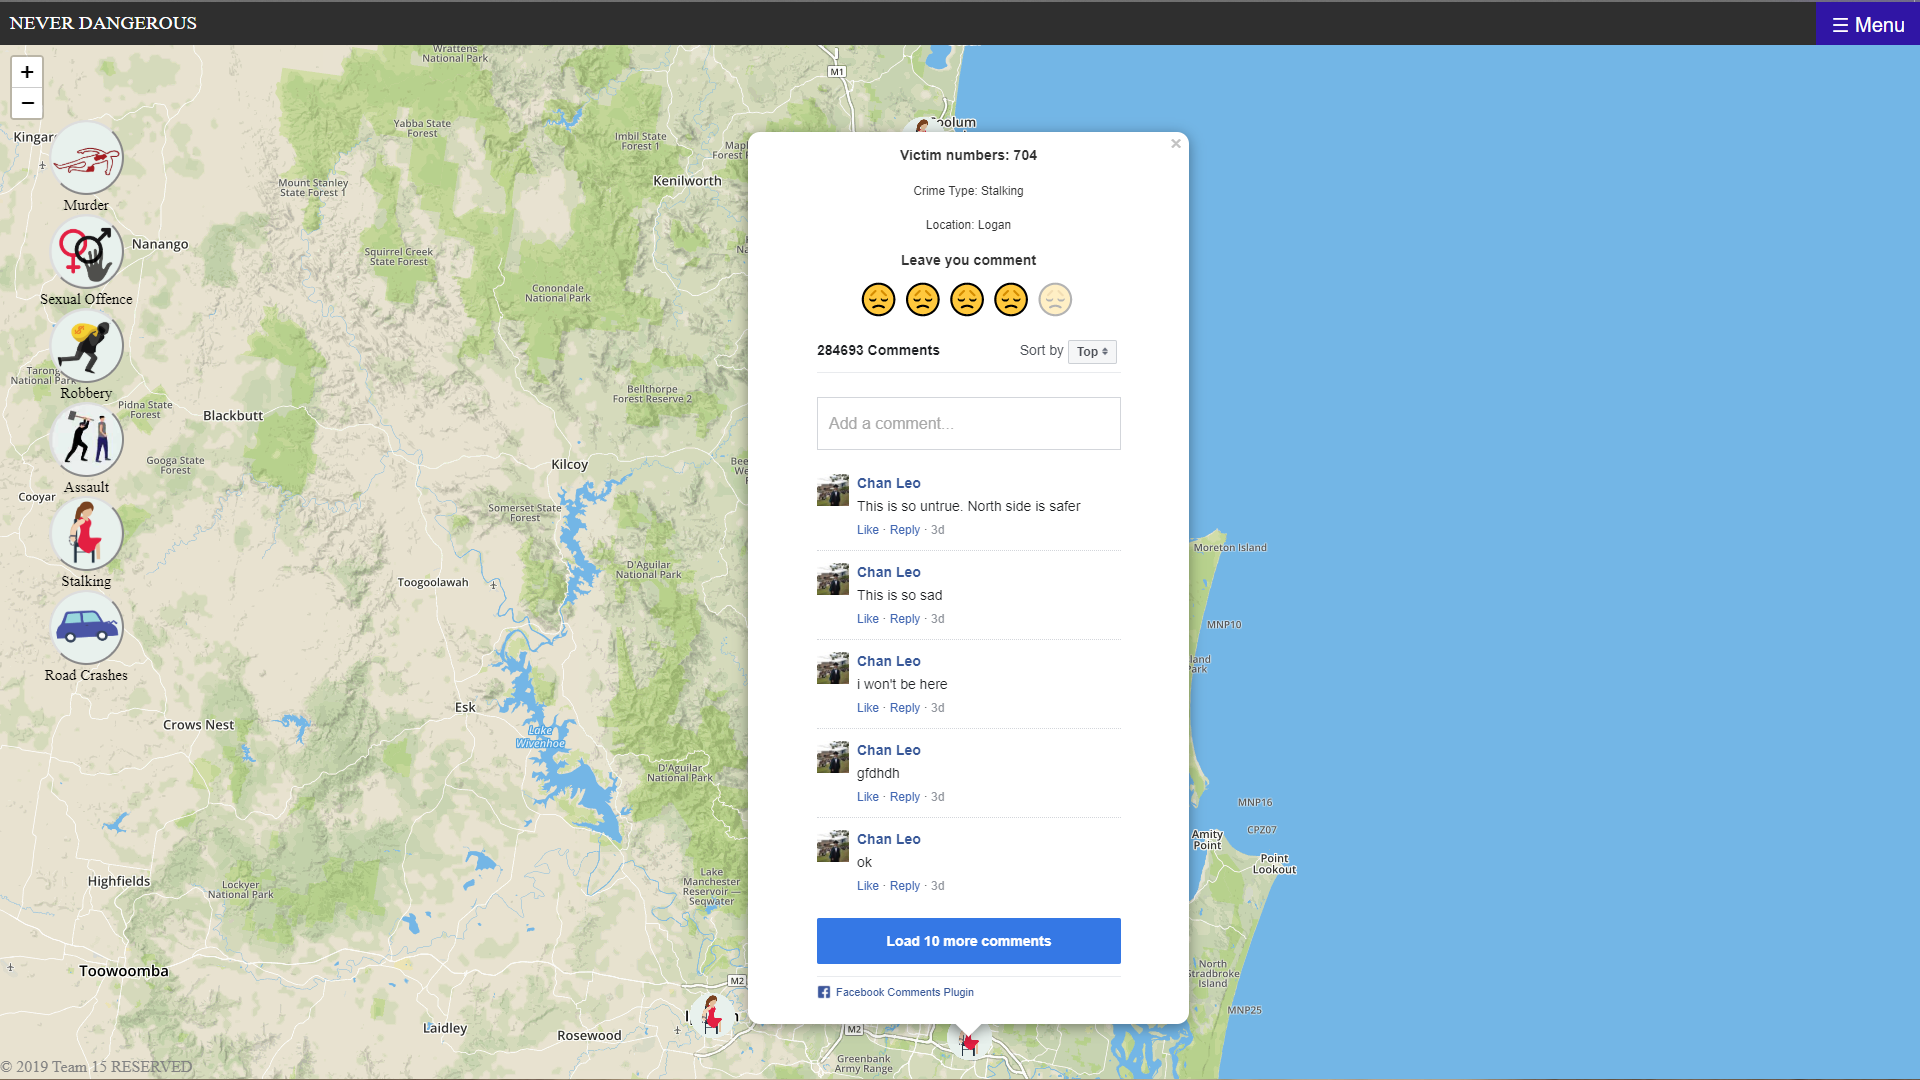 NEVER DANGEROUS
☰ Menu
+
−
Wrattens
National Park
M1
Yabba State
Forest
Imbil State
Forest 1
Mount Stanley
State Forest 1
Kenilworth
Murder
Nanango
Squirrel Creek
State Forest
Conondale
National Park
Sexual Offence
National Park
Robbery
Pidna State
Forest
Blackbutt
Bellthorpe
Forest Reserve 2
Googa State
Forest
Kilcoy
Cooyar
Assault
Somerset State
Forest
Stalking
Toogoolawah
D'Aguilar
National Park
Road Crashes
Esk
Crows Nest
Lake
Wivenhoe
D'Aguilar
National Park
Highfields
Lockyer
National Park
Lake
Manchester
Reservoir —
Seqwater
Toowoomba
M2
Laidley
Rosewood
M2
Greenbank
Army Range
© 2019 Team 15 RESERVED
×
Victim numbers: 704
Crime Type: Stalking
Location: Logan
Leave you comment
284693 Comments
Sort by Top
Add a comment...
Chan Leo
This is so untrue. North side is safer
Like · Reply · 3d
Chan Leo
This is so sad
Like · Reply · 3d
Chan Leo
i won't be here
Like · Reply · 3d
Chan Leo
gfdhdh
Like · Reply · 3d
Chan Leo
ok
Like · Reply · 3d
Load 10 more comments
Facebook Comments Plugin
Moreton Island
MNP10
MNP16
CPZ07
Amity
Point
Point
Lookout
North
Stradbroke
Island
MNP25